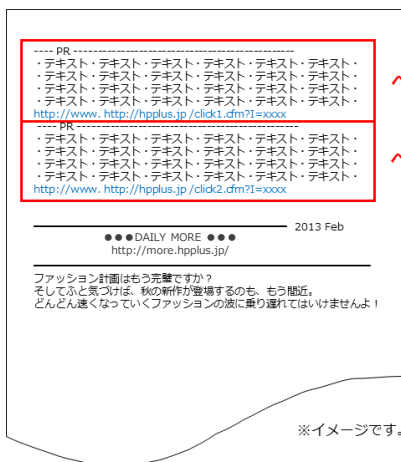 ---- PR ------------------------------------------------
・テキスト・テキスト・テキスト・テキスト・テキスト・テキスト・
・テキスト・テキスト・テキスト・テキスト・テキスト・テキスト・
・テキスト・テキスト・テキスト・テキスト・テキスト・テキスト・
・テキスト・テキスト・テキスト・テキスト・テキスト・テキスト・
http://www. http://hpplus.jp /click1.cfm?I=xxxx
---- PR ------------------------------------------------
・テキスト・テキスト・テキスト・テキスト・テキスト・テキスト・
・テキスト・テキスト・テキスト・テキスト・テキスト・テキスト・
・テキスト・テキスト・テキスト・テキスト・テキスト・テキスト・
・テキスト・テキスト・テキスト・テキスト・テキスト・テキスト・
http://www. http://hpplus.jp /click2.cfm?I=xxxx
2013 Feb
●●●DAILY MORE ●●●
http://more.hpplus.jp/
ファッション計画はもう完璧ですか？
そしてふと気づけば、秋の新作が登場するのも、もう間近。
どんどん速くなっていくファッションの波に乗り遅れてはいけませんよ！
※イメージです。